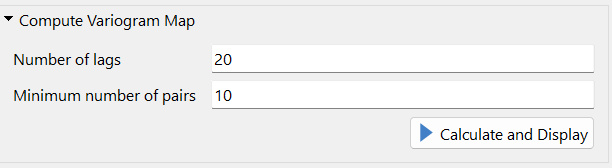 Compute Variogram Map
Number of lags 20
Minimum number of pairs 10
Calculate and Display